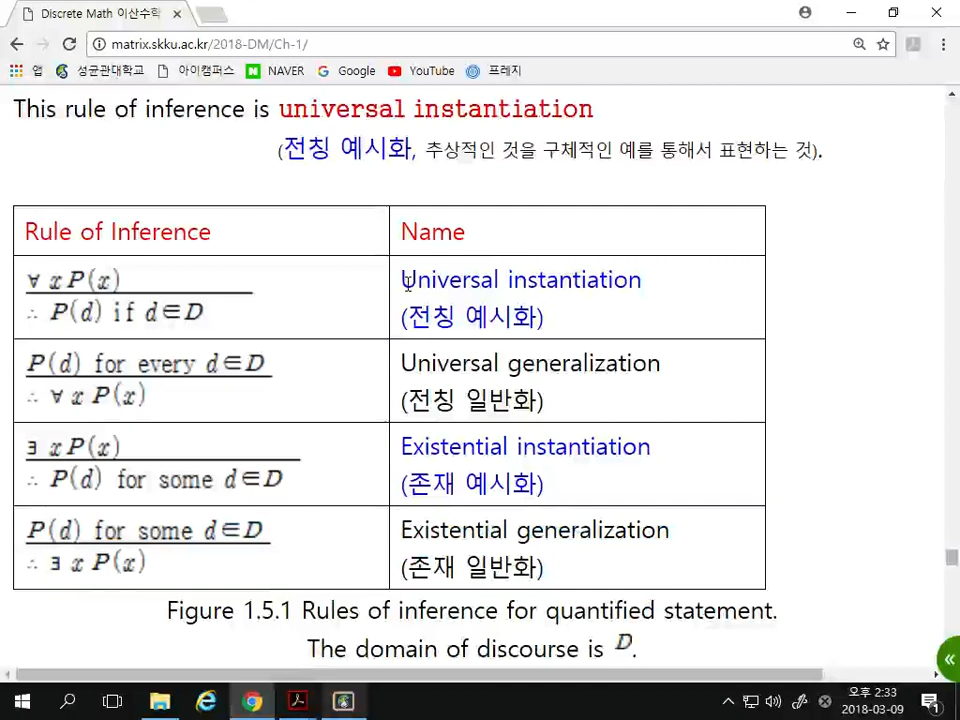 Discrete Math 이산수학
matrix.skku.ac.kr/2018-DM/Ch-1/
앱 성균관대학교 아이캠퍼스 NAVER Google YouTube 프레지
This rule of inference is universal instantiation
(전칭 예시화, 추상적인 것을 구체적인 예를 통해서 표현하는 것).
Rule of Inference Name
∀ x P(x) Universal instantiation
∴ P(d) if d∈D (전칭 예시화)
P(d) for every d∈D Universal generalization
∴ ∀ x P(x) (전칭 일반화)
∃ x P(x) Existential instantiation
∴ P(d) for some d∈D (존재 예시화)
P(d) for some d∈D Existential generalization
∴ ∃ x P(x) (존재 일반화)
Figure 1.5.1 Rules of inference for quantified statement.
The domain of discourse is D.
오후 2:33
2018-03-09
1